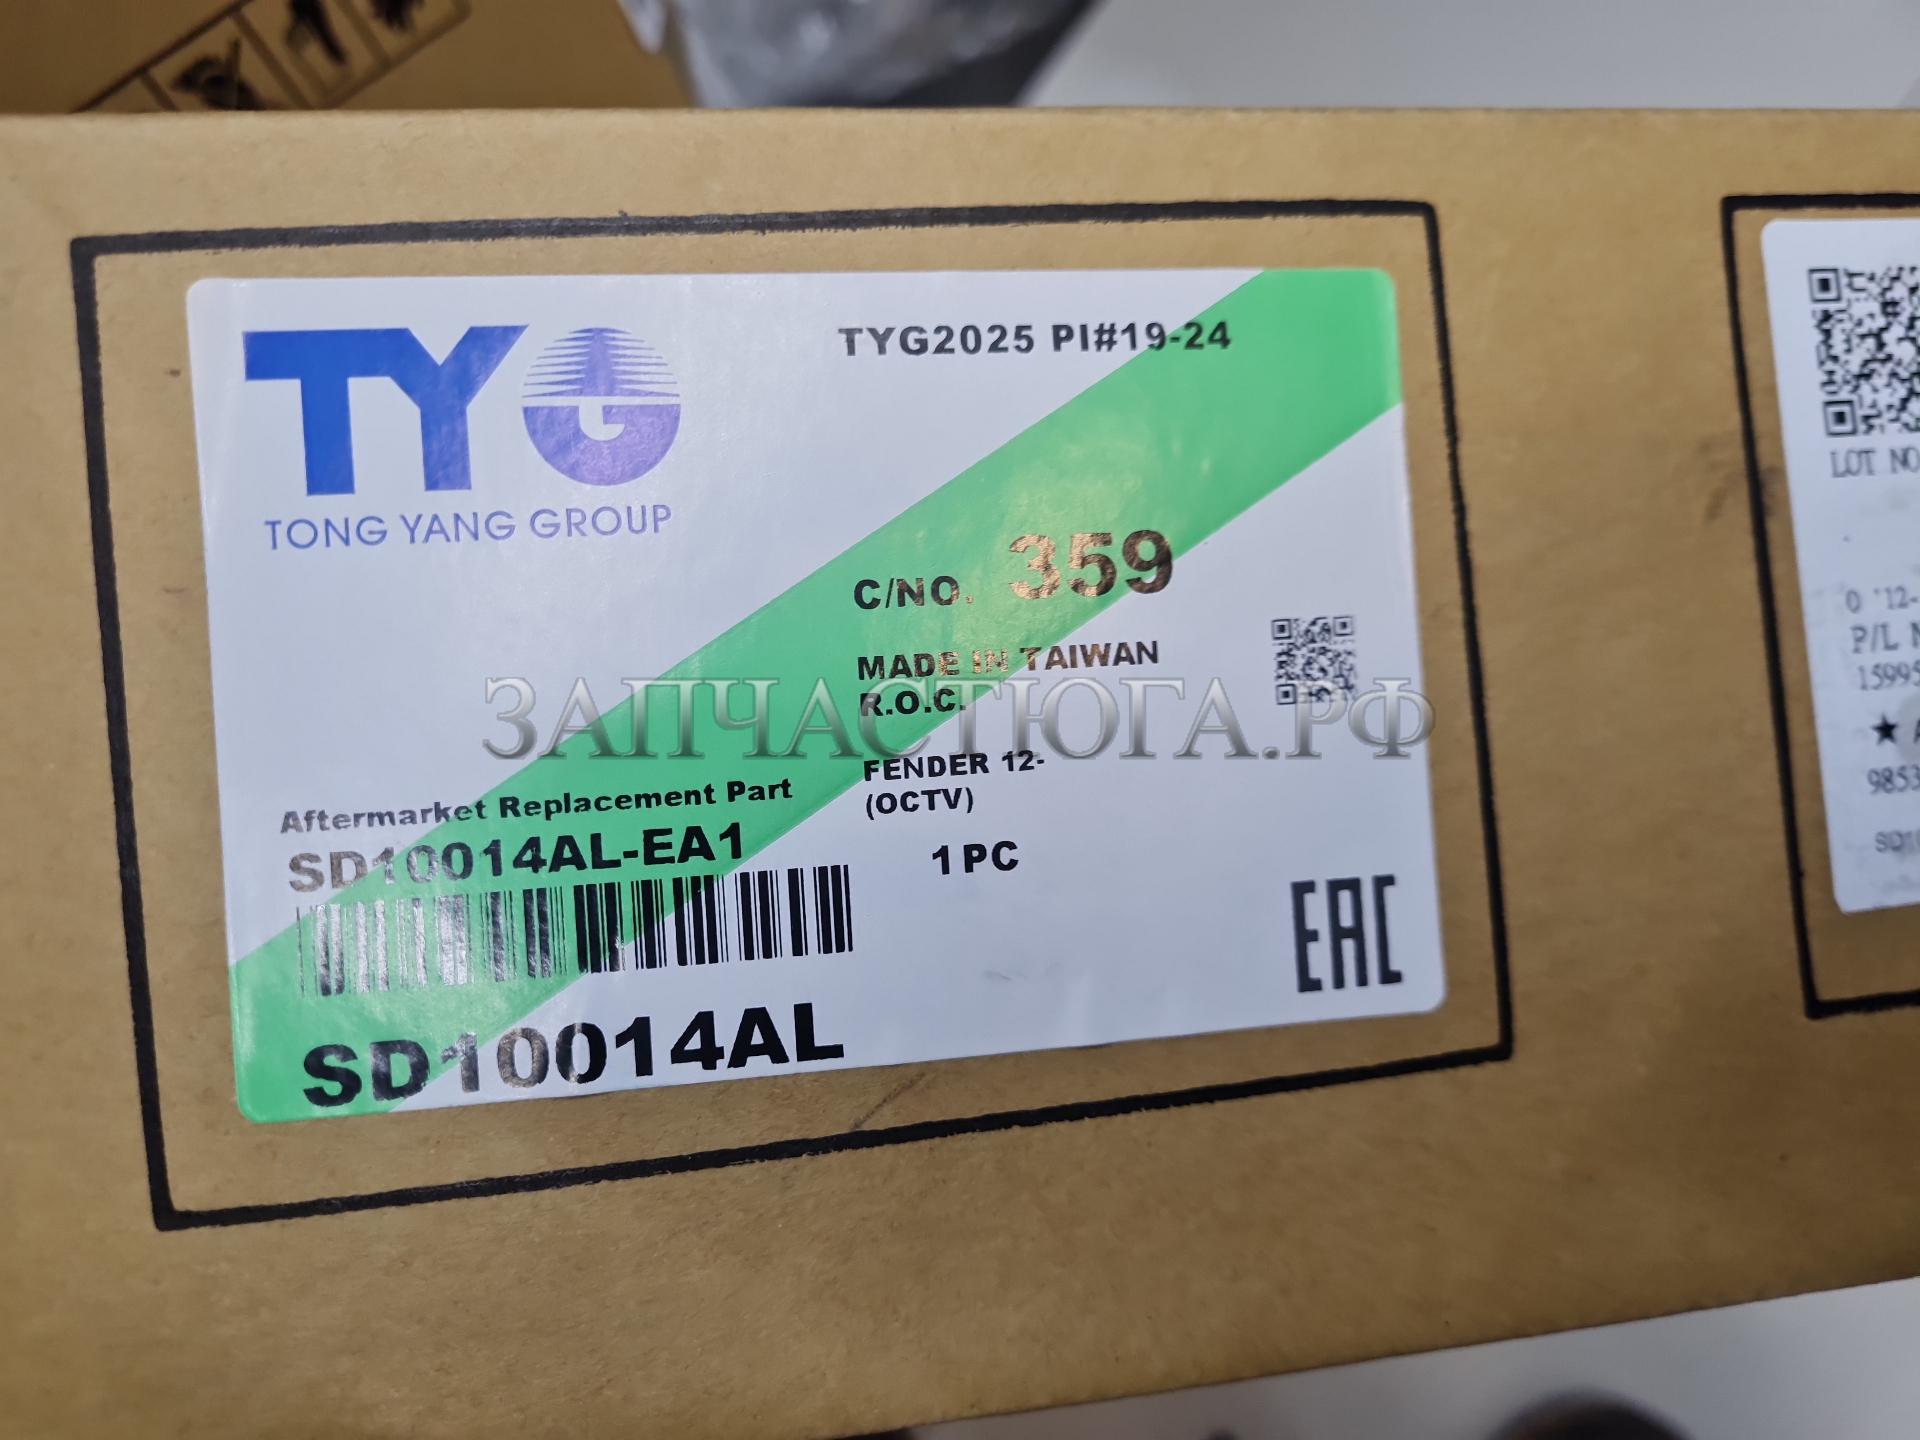 TYG
TONG YANG GROUP
TYG2025 PI#19-24
C/NO. 359
MADE IN TAIWAN
R.O.C.
ЗАПЧАСТЮГА.РФ
Aftermarket Replacement Part
SD10014AL-EA1
FENDER 12-
(OCTV)
1 PC
EAC
SD10014AL
LOT NO
'12-
P/L